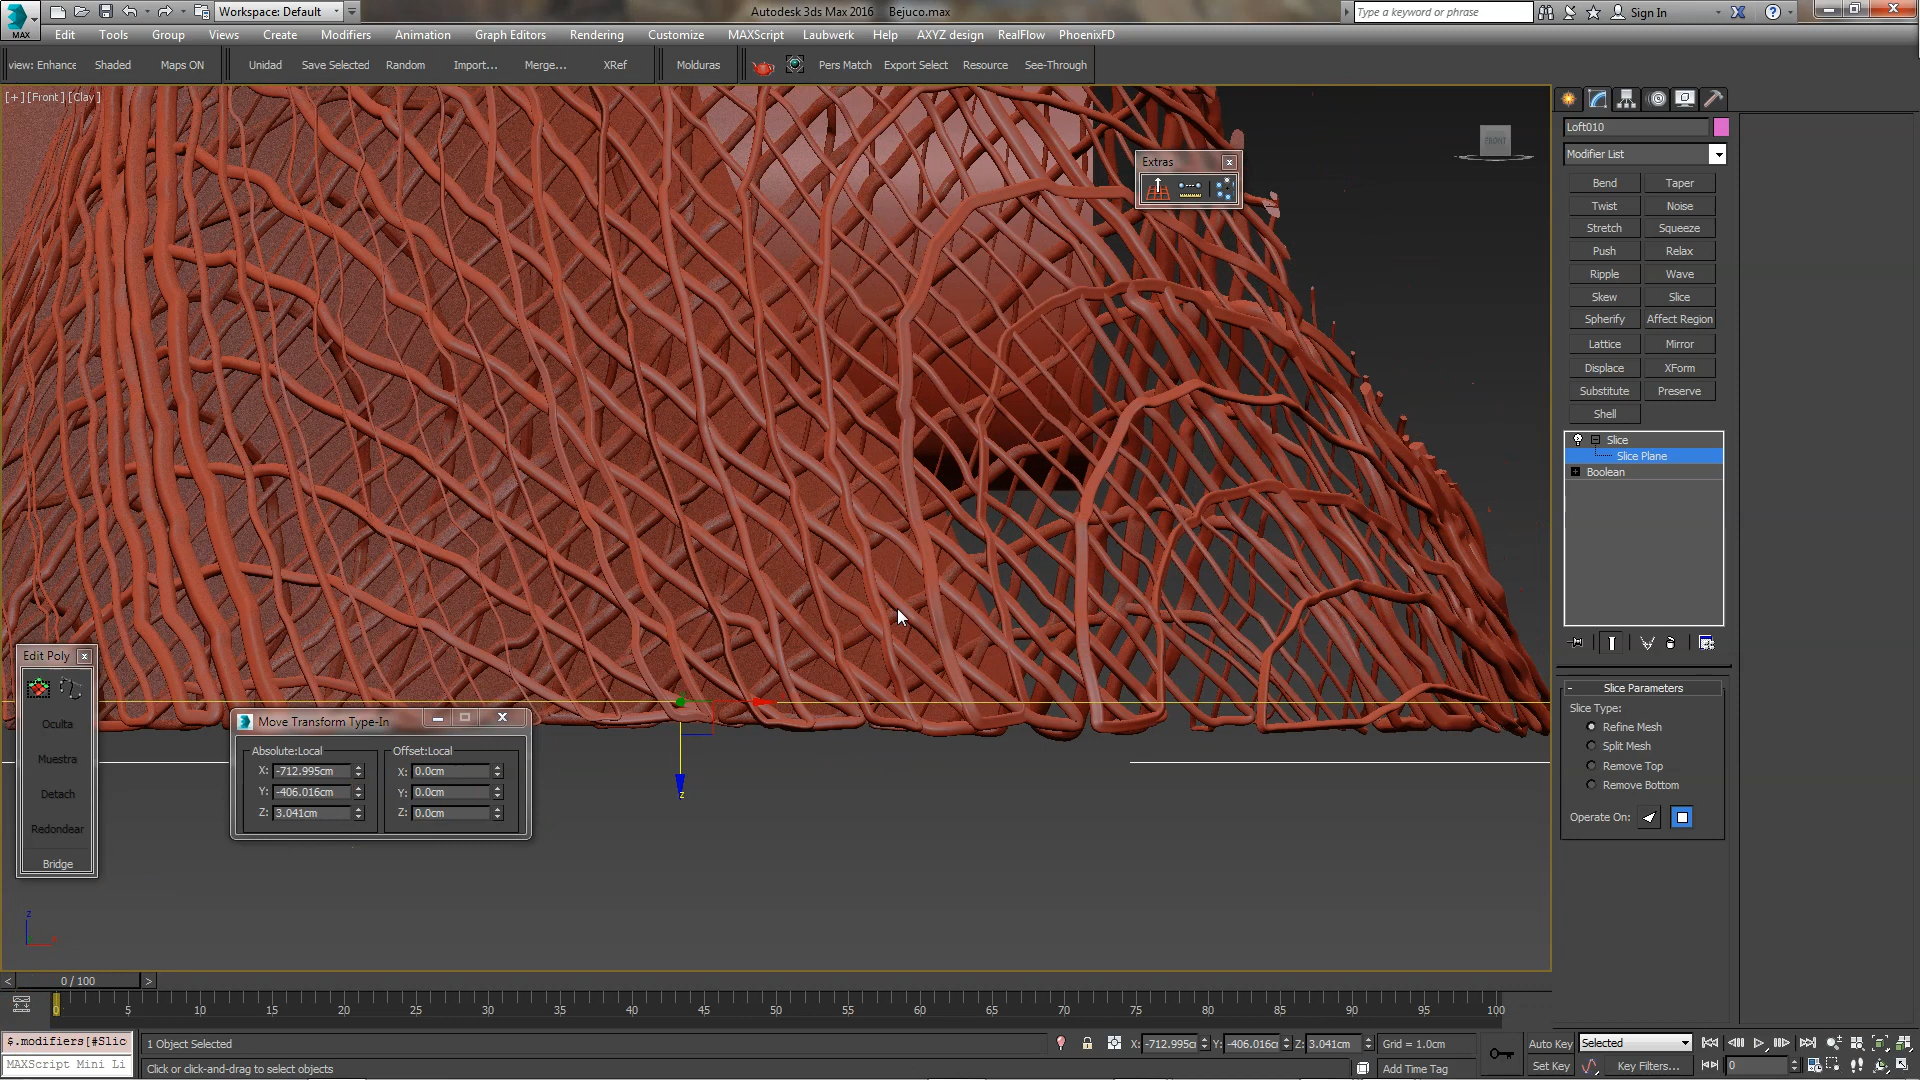 Workspace: Default
Autodesk 3ds Max 2016 Bejuco.max
Type a keyword or phrase
Sign In
MAX
Edit Tools Group Views Create Modifiers Animation Graph Editors Rendering Customize MAXScript Laubwerk Help AXYZ design RealFlow PhoenixFD
view: Enhance Shaded Maps ON Unidad Save Selected Random Import... Merge... XRef Molduras Pers Match Export Select Resource See-Through
[+] [Front] [Clay]
FRONT
Extras
Loft010
Modifier List
Bend Taper
Twist Noise
Stretch Squeeze
Push Relax
Ripple Wave
Skew Slice
Spherify Affect Region
Lattice Mirror
Displace XForm
Substitute Preserve
Shell
Slice
Slice Plane
Boolean
Slice Parameters
Slice Type:
Refine Mesh
Split Mesh
Remove Top
Remove Bottom
Operate On:
Edit Poly
Oculta
Muestra
Detach
Redondear
Bridge
Move Transform Type-In
Absolute:Local Offset:Local
X: -712.995cm X: 0.0cm
Y: -406.016cm Y: 0.0cm
Z: 3.041cm Z: 0.0cm
z
z
0 / 100
0 5 10 15 20 25 30 35 40 45 50 55 60 65 70 75 80 85 90 95 100
$.modifiers[#Slic
MAXScript Mini Li
1 Object Selected
X: -712.995c Y: -406.016c Z: 3.041cm Grid = 1.0cm
Auto Key Selected
Click or click-and-drag to select objects
Add Time Tag
Set Key Key Filters... 0